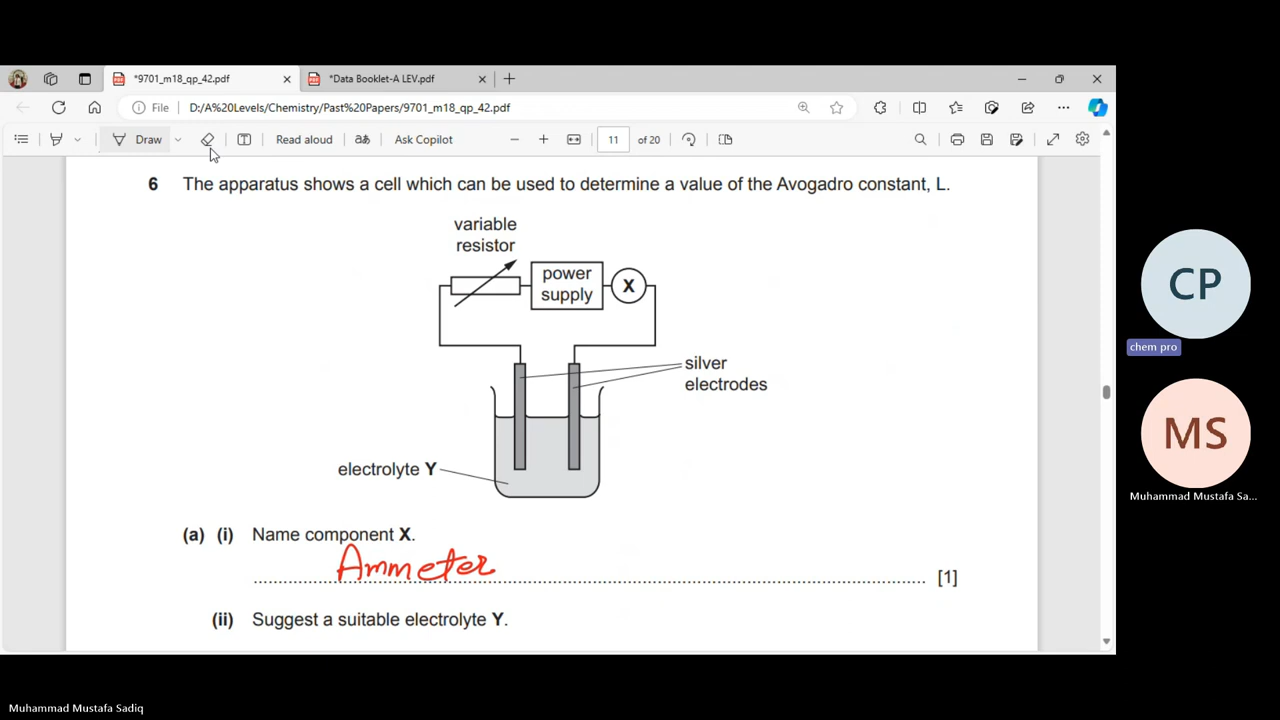 *9701_m18_qp_42.pdf
*Data Booklet-A LEV.pdf
File
D:/A%20Levels/Chemistry/Past%20Papers/9701_m18_qp_42.pdf
Draw
Read aloud
aあ
Ask Copilot
11
of 20
6 The apparatus shows a cell which can be used to determine a value of the Avogadro constant, L.
variable
resistor
power
supply
X
silver
electrodes
electrolyte Y
(a) (i) Name component X.
Ammeter
[1]
(ii) Suggest a suitable electrolyte Y.
CP
chem pro
MS
Muhammad Mustafa Sa...
Muhammad Mustafa Sadiq